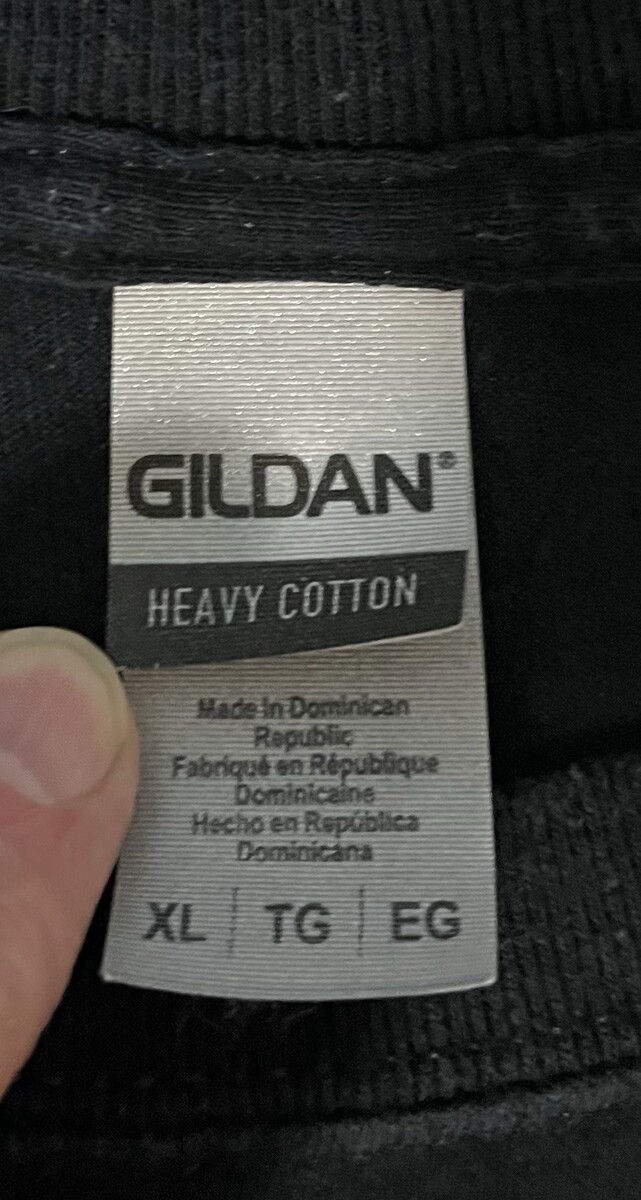 GILDAN®
HEAVY COTTON
Made in Dominican
Republic
Fabriqué en République
Dominicaine
Hecho en República
Dominicana
XL | TG | EG